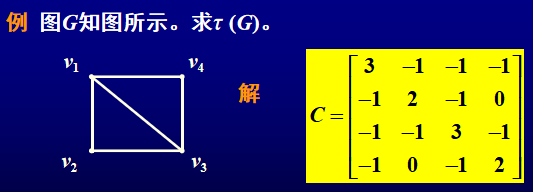 例 图G知图所示。求τ (G)。
v1 v4
解
v2 v3
C =
3 –1 –1 –1
–1 2 –1 0
–1 –1 3 –1
–1 0 –1 2